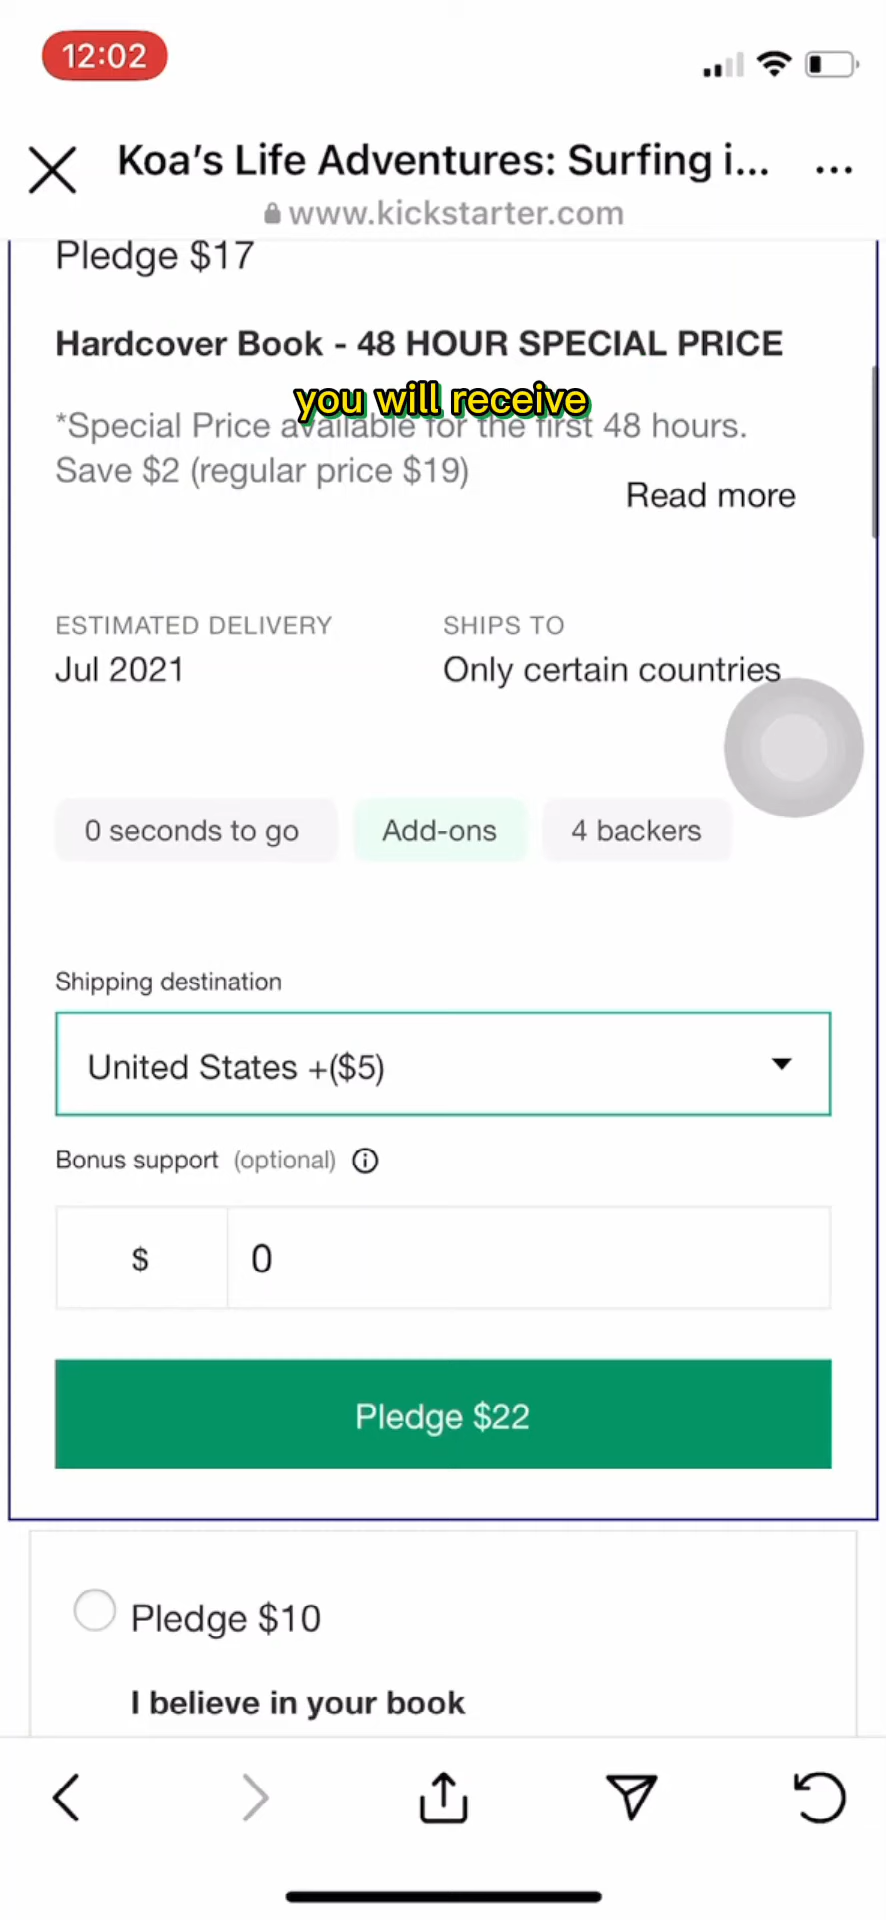 12:02
Koa's Life Adventures: Surfing i...
www.kickstarter.com
Pledge $17
Hardcover Book - 48 HOUR SPECIAL PRICE
you will receive
*Special Price available for the first 48 hours.
Save $2 (regular price $19)
Read more
ESTIMATED DELIVERY
SHIPS TO
Jul 2021
Only certain countries
0 seconds to go
Add-ons
4 backers
Shipping destination
United States +($5)
Bonus support (optional)
$ 0
Pledge $22
Pledge $10
I believe in your book